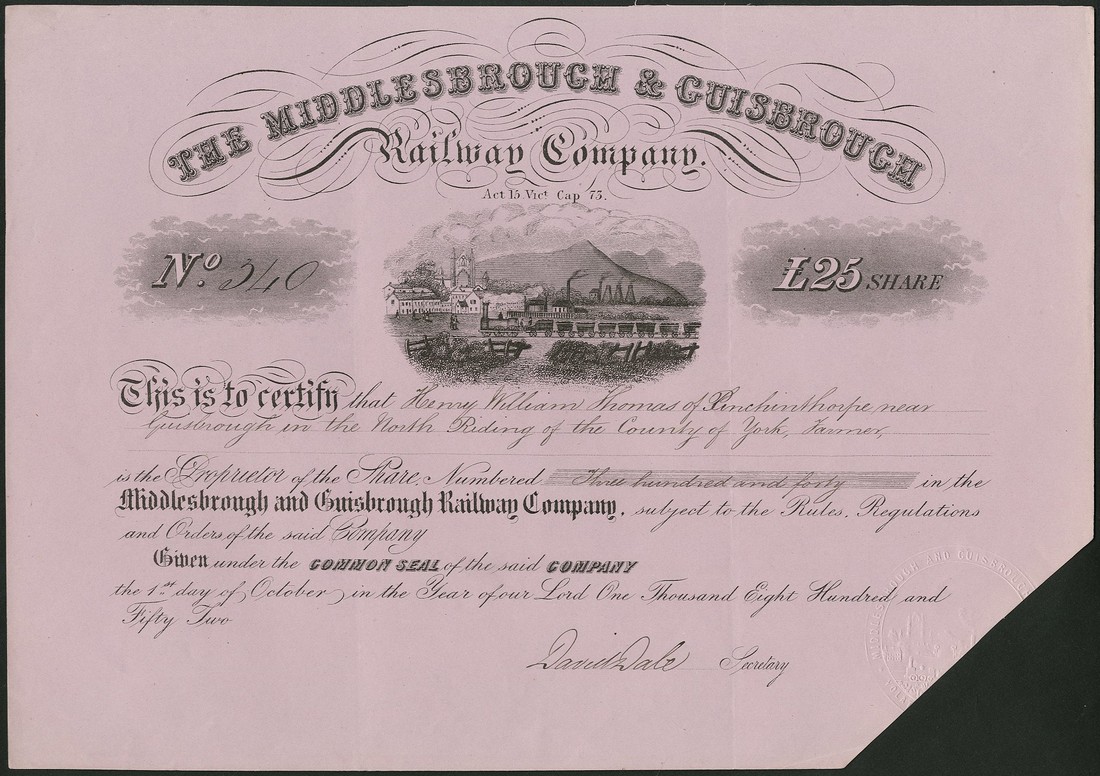 THE MIDDLESBROUGH & GUISBROUGH
Railway Company.
Act 15 Vict Cap 73.
No. 340
£25 SHARE
This is to certify that Henry William Thomas of Pinchinthorpe near
Guisbrough in the North Riding of the County of York, Farmer,
is the Proprietor of the Share, Numbered Three hundred and forty in the
Middlesbrough and Guisbrough Railway Company, subject to the Rules, Regulations
and Orders of the said Company
Given under the COMMON SEAL of the said COMPANY
the 1st day of October in the Year of our Lord One Thousand Eight Hundred and
Fifty Two
David Dale Secretary
MIDDLESBROUGH AND GUISBROUGH